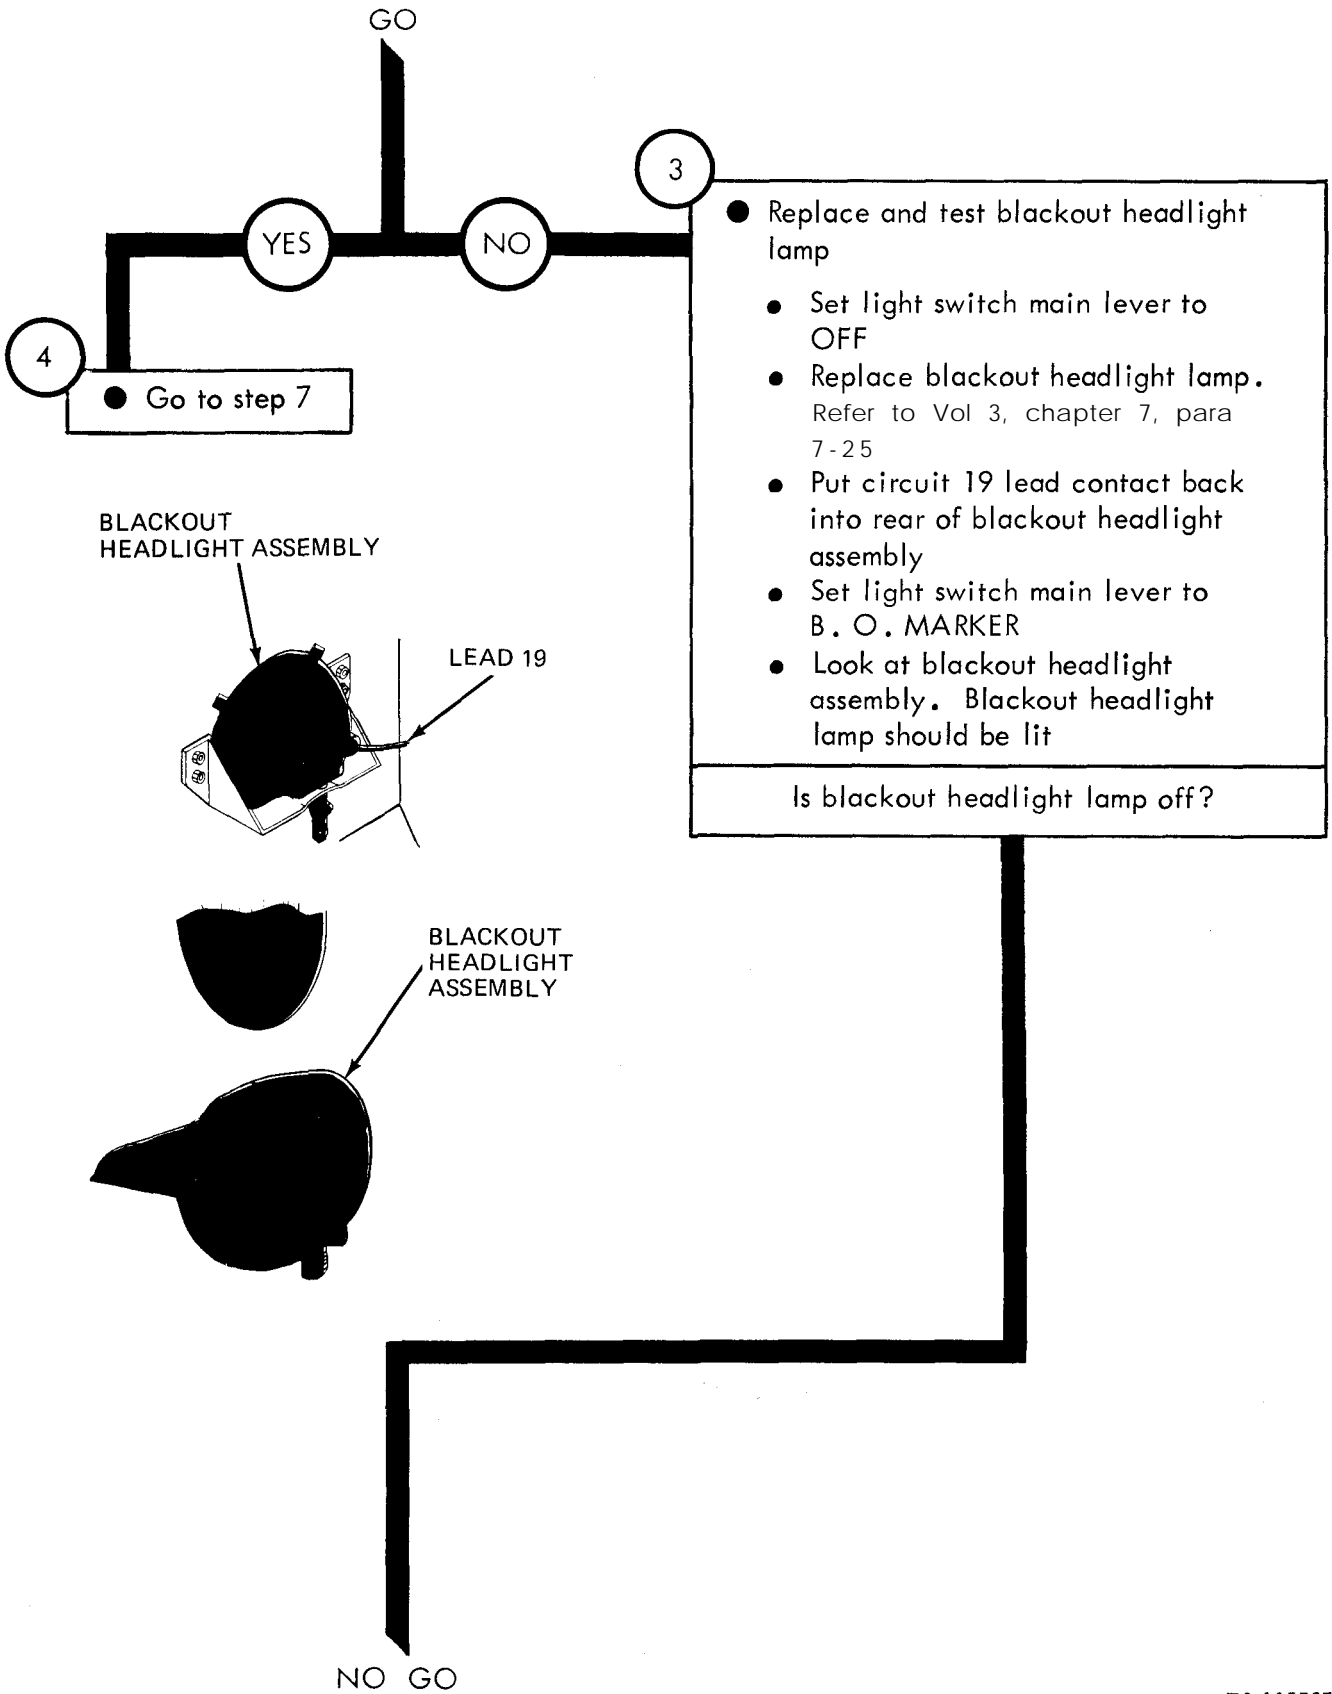 GO
3
YES
NO
● Replace and test blackout headlight
lamp
● Set light switch main lever to
OFF
● Replace blackout headlight lamp.
Refer to Vol 3, chapter 7, para
7-25
● Put circuit 19 lead contact back
into rear of blackout headlight
assembly
● Set light switch main lever to
B. O. MARKER
● Look at blackout headlight
assembly. Blackout headlight
lamp should be lit
Is blackout headlight lamp off?
4
● Go to step 7
BLACKOUT
HEADLIGHT ASSEMBLY
LEAD 19
BLACKOUT
HEADLIGHT
ASSEMBLY
NO GO